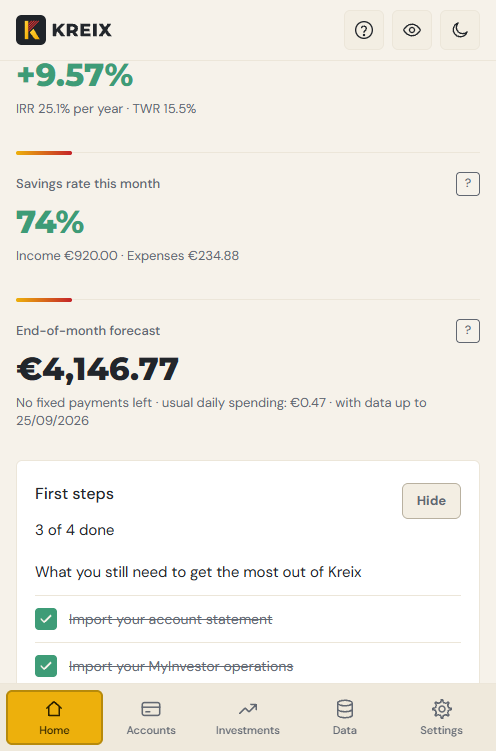 KREIX
+9.57%
IRR 25.1% per year · TWR 15.5%
Savings rate this month
?
74%
Income €920.00 · Expenses €234.88
End-of-month forecast
?
€4,146.77
No fixed payments left · usual daily spending: €0.47 · with data up to
25/09/2026
First steps
Hide
3 of 4 done
What you still need to get the most out of Kreix
Import your account statement
Import your MyInvestor operations
Home
Accounts
Investments
Data
Settings